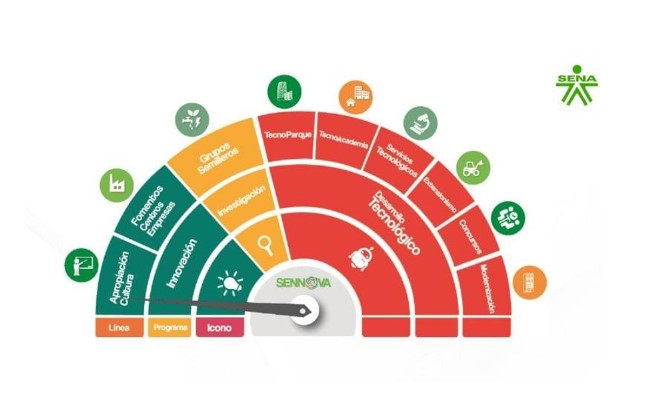 SENA
TecnoParque
TecnoAcademia
Servicios
Tecnológicos
Extensionismo
Concursos
Modernización
Grupos
Semilleros
Fomentos
Centros
Empresas
Apropiación
Cultura
Investigación
Innovación
Desarrollo
Tecnológico
SENNOVA
Línea
Programa
Icono